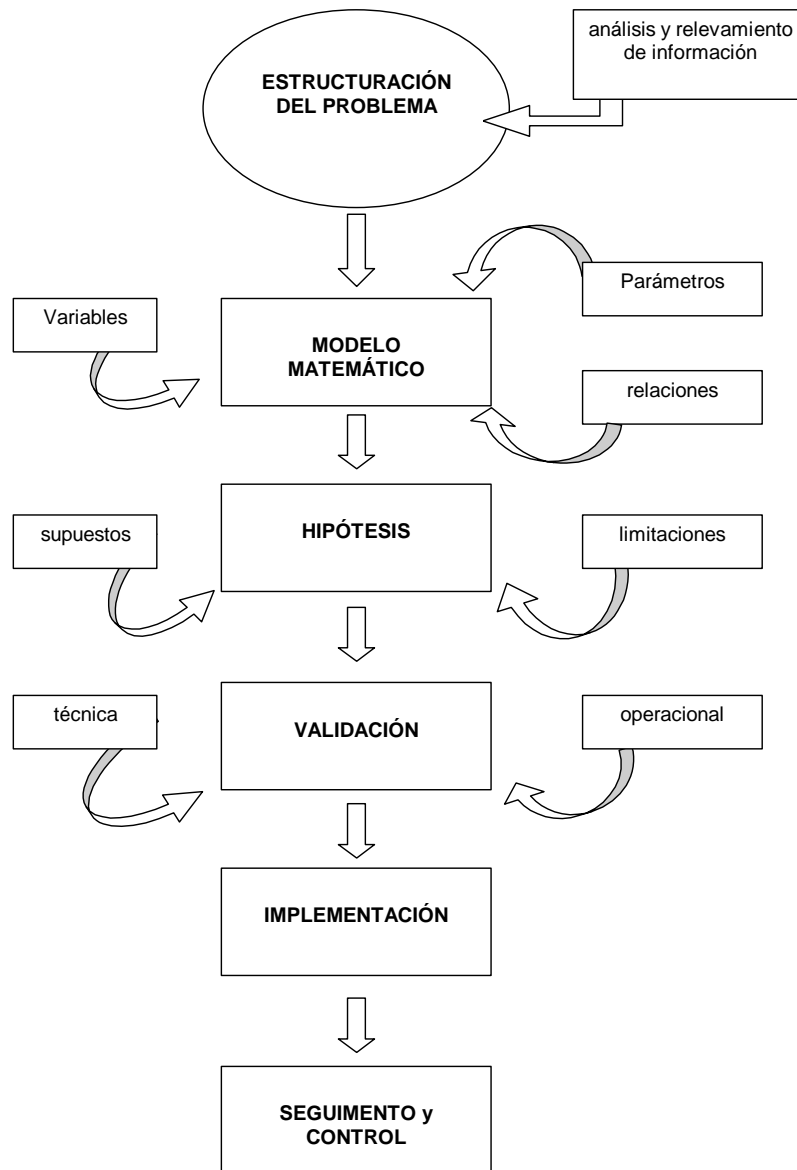 análisis y relevamiento
de información
ESTRUCTURACIÓN
DEL PROBLEMA
Parámetros
Variables
MODELO
MATEMÁTICO
relaciones
supuestos
HIPÓTESIS
limitaciones
técnica
VALIDACIÓN
operacional
IMPLEMENTACIÓN
SEGUIMENTO y
CONTROL